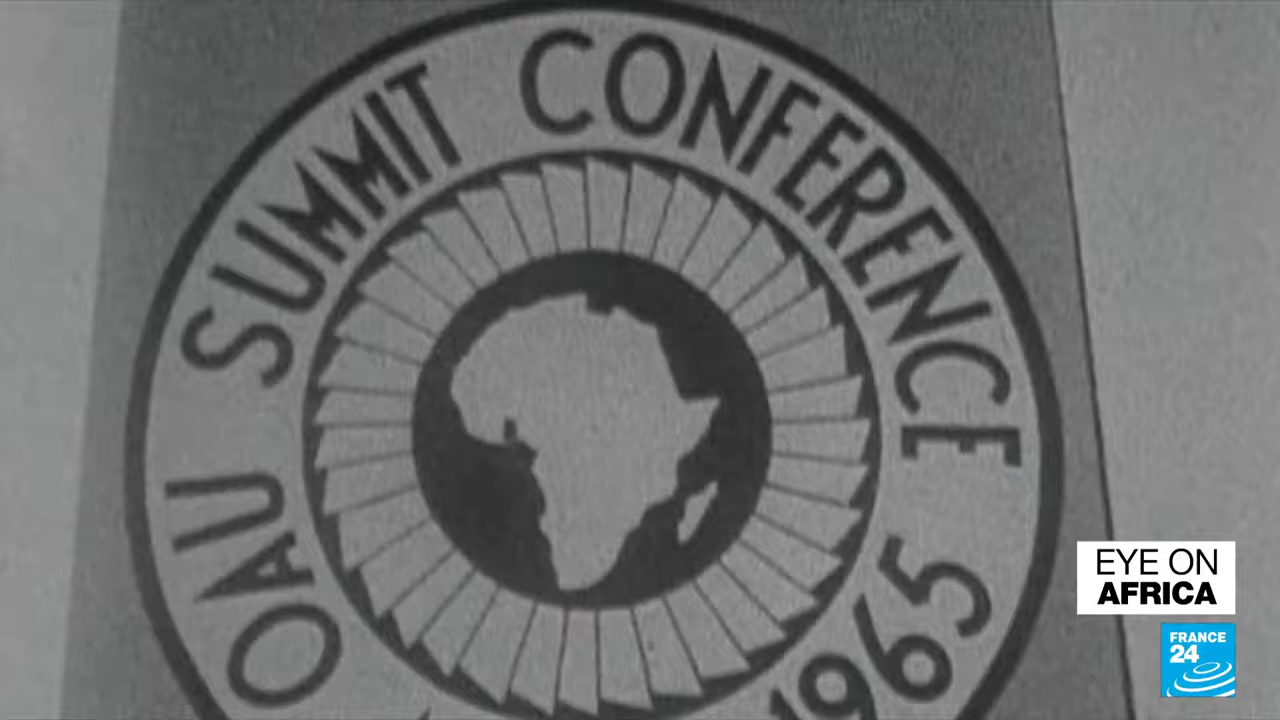 OAU SUMMIT CONFERENCE 1965
EYE ON
AFRICA
FRANCE
24